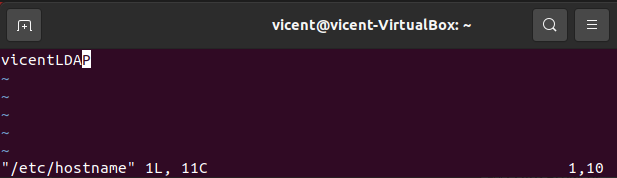 vicent@vicent-VirtualBox: ~
vicentLDAP
~
~
~
~
~
"/etc/hostname" 1L, 11C 1,10